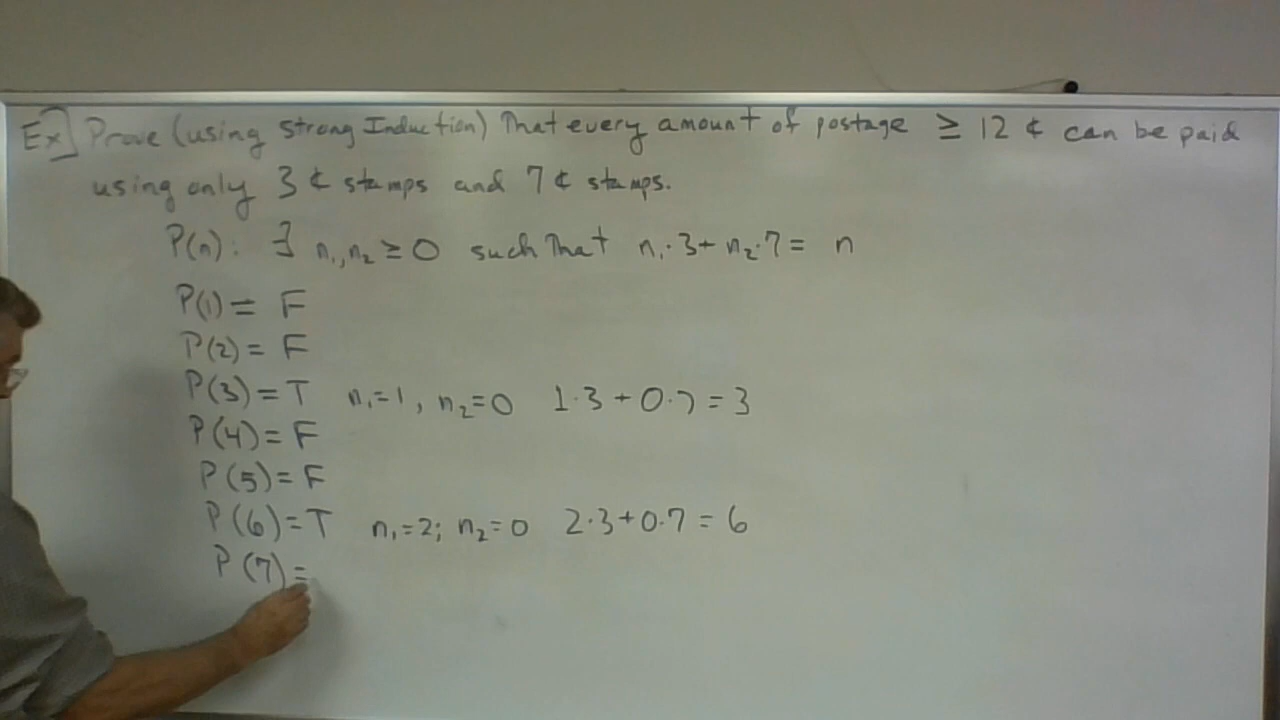 Ex] Prove (using strong Induction) That every amount of postage ≥ 12 ¢ can be paid
using only 3 ¢ stamps and 7 ¢ stamps.
P(n): ∃ n₁,n₂ ≥ 0 such That n₁·3+ n₂·7 = n
P(1) = F
P(2) = F
P(3) = T n₁=1, n₂=0 1·3 + 0·7 = 3
P(4) = F
P(5) = F
P(6) = T n₁=2; n₂=0 2·3+0·7 = 6
P(7) =